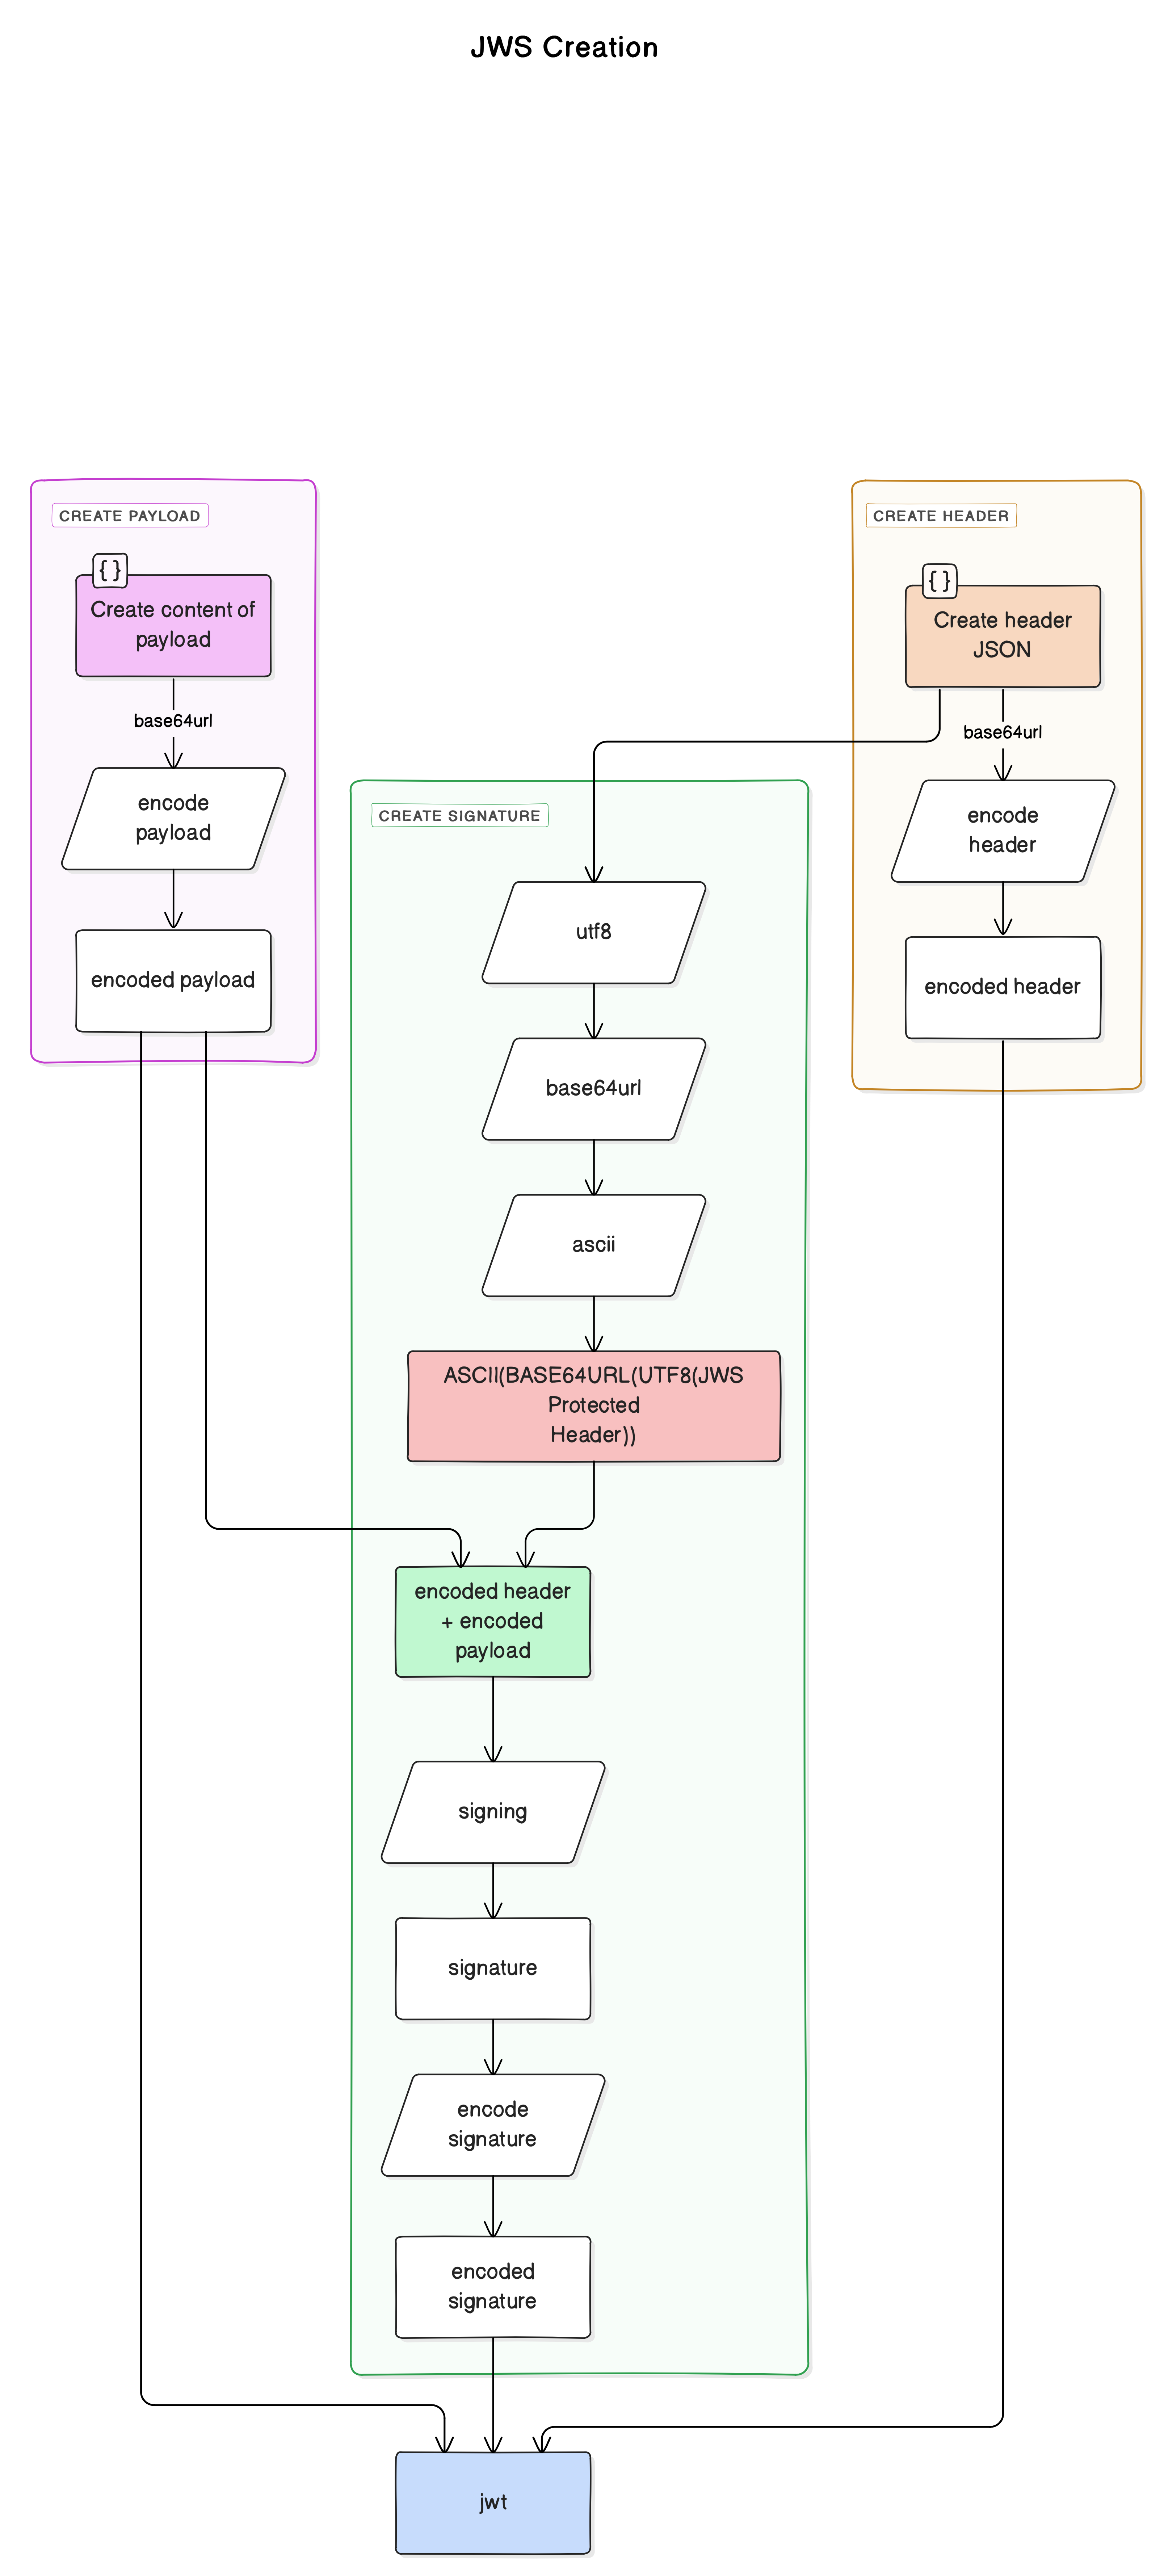 JWS Creation
CREATE PAYLOAD
{ }
Create content of
payload
base64url
encode
payload
encoded payload
CREATE HEADER
{ }
Create header
JSON
base64url
encode
header
encoded header
CREATE SIGNATURE
utf8
base64url
ascii
ASCII(BASE64URL(UTF8(JWS
Protected
Header))
encoded header
+ encoded
payload
signing
signature
encode
signature
encoded
signature
jwt